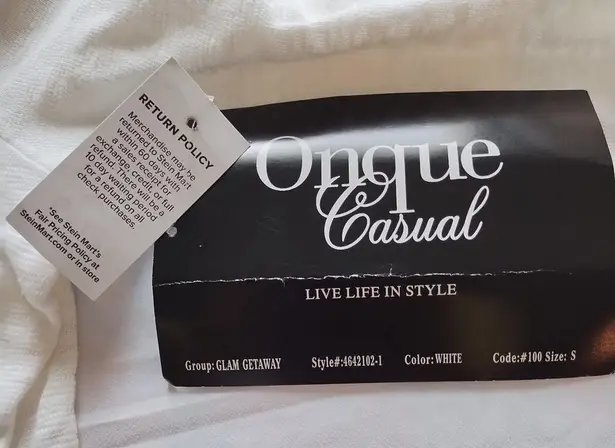 RETURN POLICY
Merchandise may be
returned to Stein Mart
within 60 days with
a sales receipt for
exchange, credit, or full
refund. There will be a
10 day waiting period
for a refund on all
check purchases.
*See Stein Mart's
Fair Pricing Policy at
SteinMart.com or in store
Onque
Casual
LIVE LIFE IN STYLE
Group: GLAM GETAWAY Style#:4642102-1 Color: WHITE Code:#100 Size: S